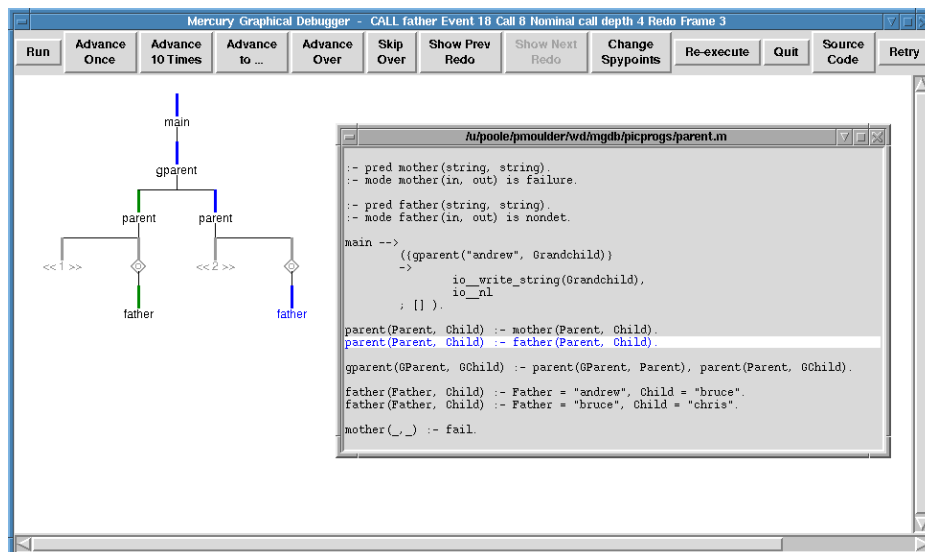 Mercury Graphical Debugger - CALL father Event 18 Call 8 Nominal call depth 4 Redo Frame 3
Run
Advance
Once
Advance
10 Times
Advance
to ...
Advance
Over
Skip
Over
Show Prev
Redo
Show Next
Redo
Change
Spypoints
Re-execute
Quit
Source
Code
Retry
main
gparent
parent
parent
<< 1 >>
<< 2 >>
father
father
/u/poole/pmoulder/wd/mgdb/picprogs/parent.m
:- pred mother(string, string).
:- mode mother(in, out) is failure.
:- pred father(string, string).
:- mode father(in, out) is nondet.
main -->
({gparent("andrew", Grandchild)}
->
io__write_string(Grandchild),
io__nl
; [] ).
parent(Parent, Child) :- mother(Parent, Child).
parent(Parent, Child) :- father(Parent, Child).
gparent(GParent, GChild) :- parent(GParent, Parent), parent(Parent, GChild).
father(Father, Child) :- Father = "andrew", Child = "bruce".
father(Father, Child) :- Father = "bruce", Child = "chris".
mother(_,_) :- fail.